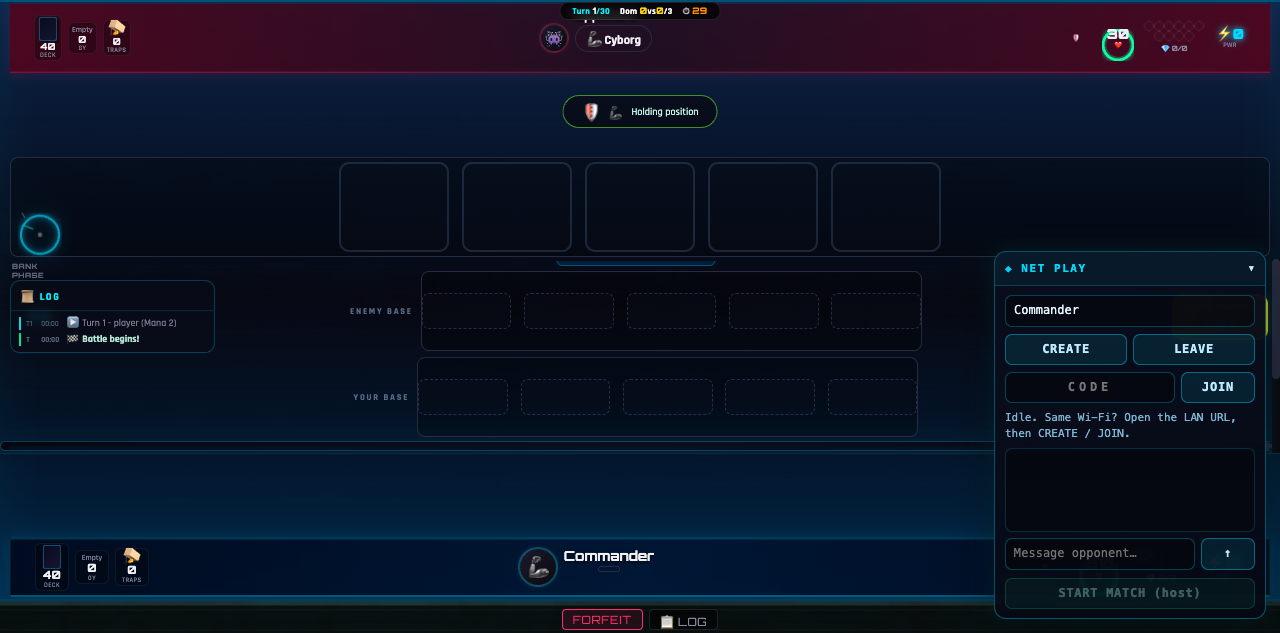 Turn 1/30 Dom 0vs0/3 ⏱ 29
40
DECK
Empty
0
GY
0
TRAPS
Cyborg
30
0/0
0
PWR
Holding position
BANK
PHASE
LOG
T1 00:00 Turn 1 - player (Mana 2)
T 00:00 Battle begins!
ENEMY BASE
YOUR BASE
NET PLAY
Commander
CREATE LEAVE
CODE JOIN
Idle. Same Wi-Fi? Open the LAN URL,
then CREATE / JOIN.
Message opponent… ↑
START MATCH (host)
40
DECK
Empty
0
GY
0
TRAPS
Commander
FORFEIT LOG